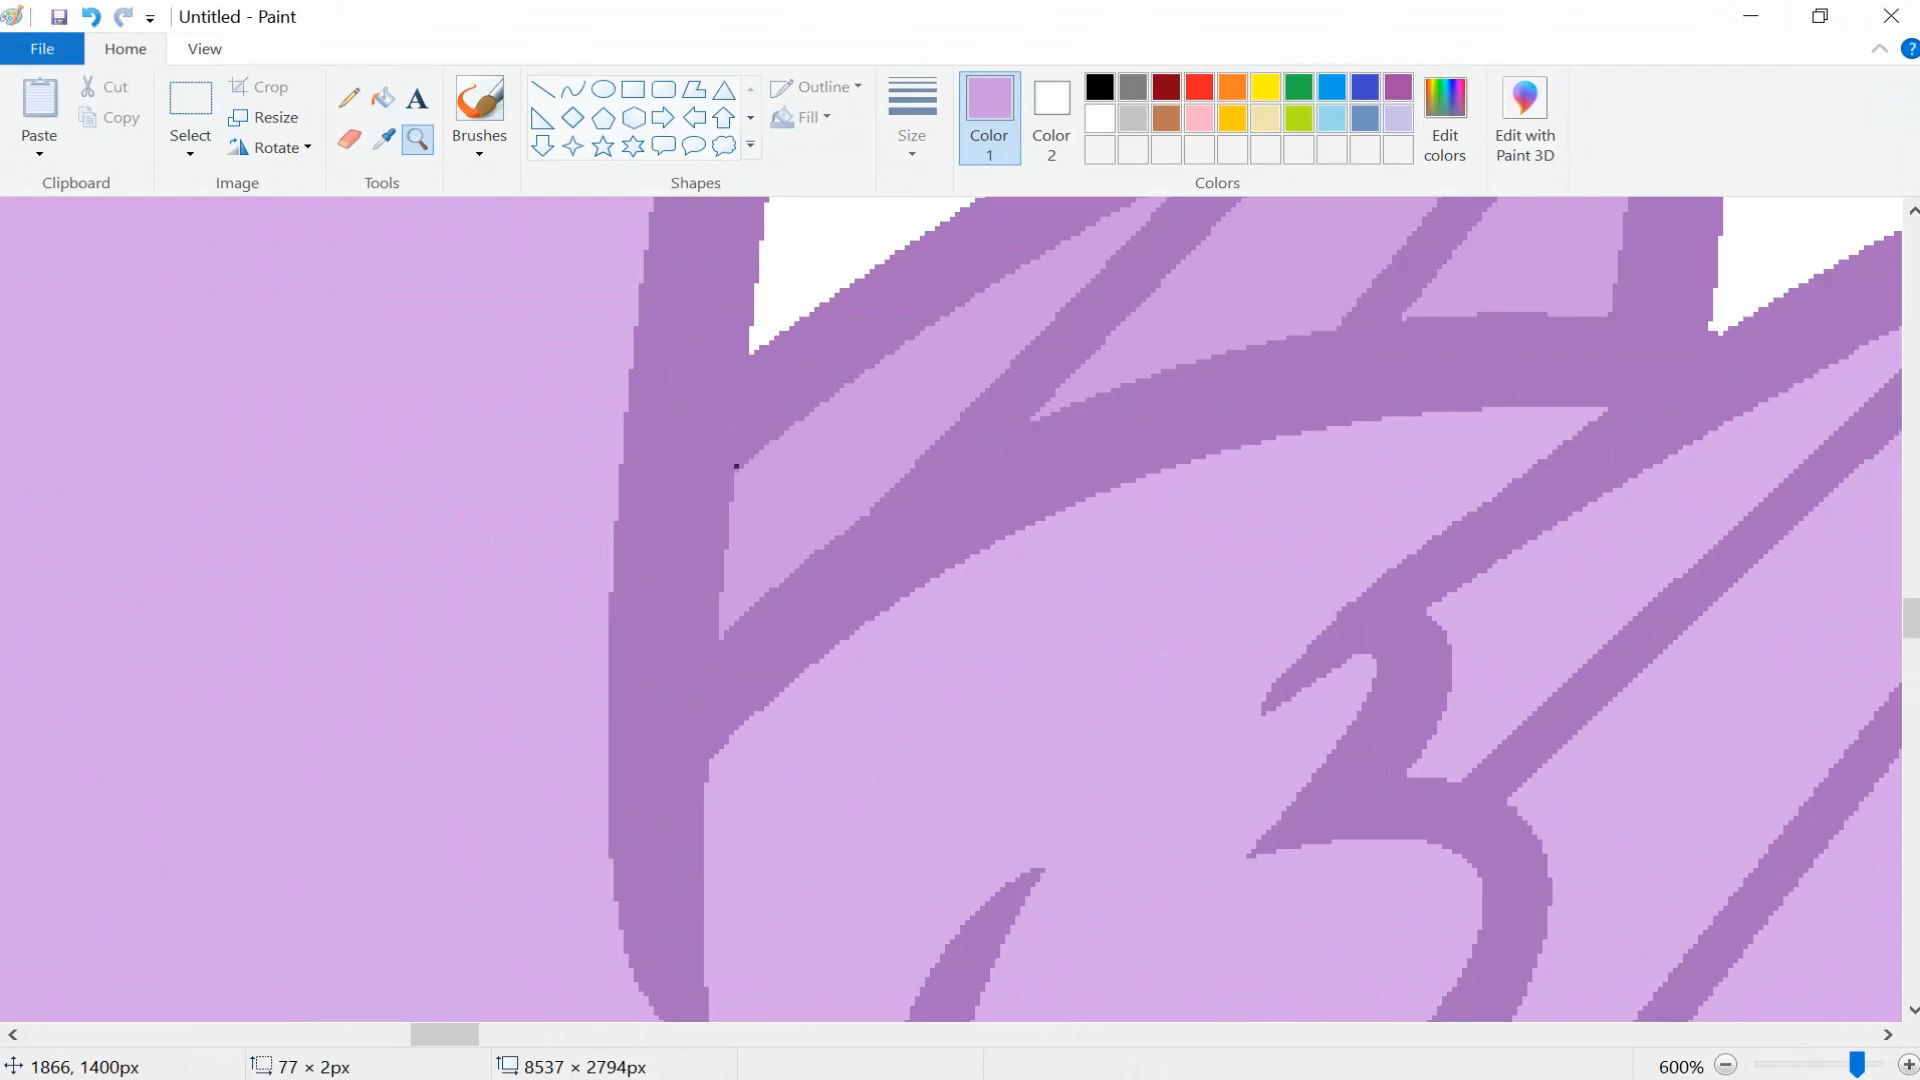 Untitled - Paint
File Home View
Paste Cut Copy Clipboard
Select Crop Resize Rotate Image
A Tools
Brushes
Shapes
Outline Fill
Size
Color 1
Color 2
Edit colors
Colors
Edit with Paint 3D
?
1866, 1400px 77 × 2px 8537 × 2794px 600%